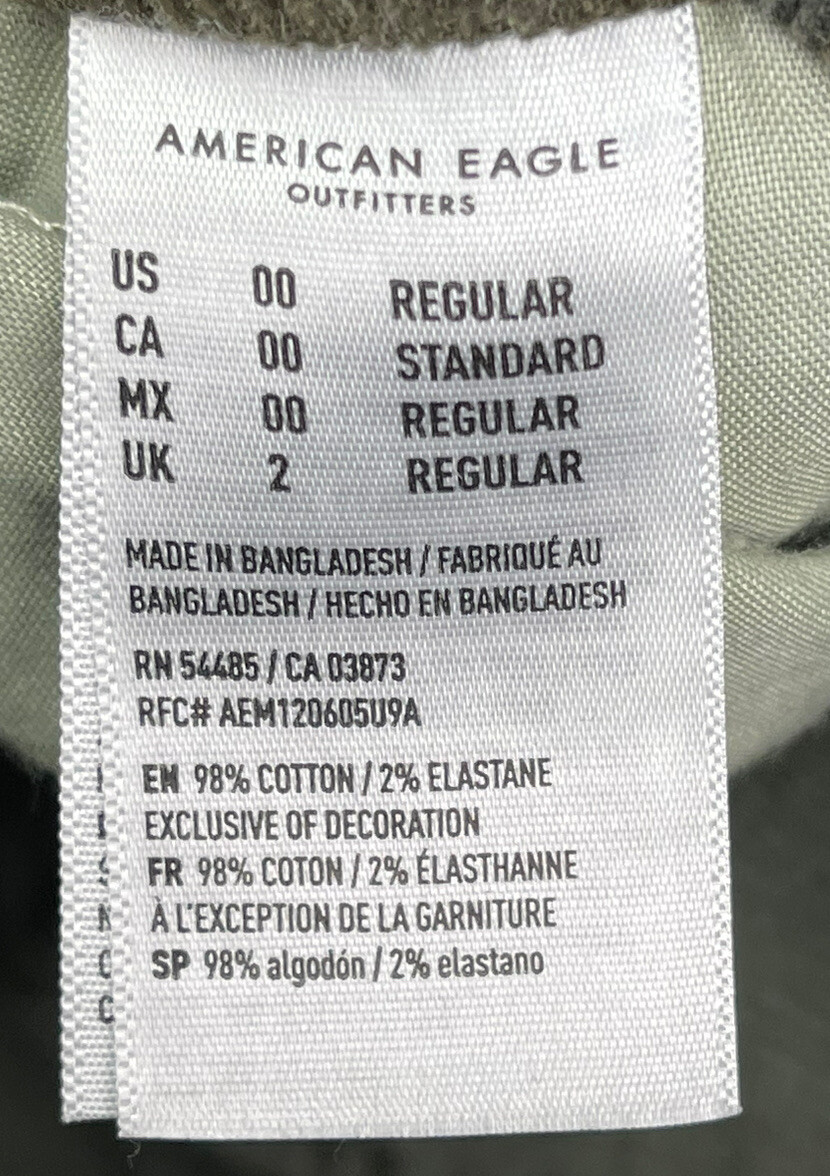 AMERICAN EAGLE
OUTFITTERS
US 00 REGULAR
CA 00 STANDARD
MX 00 REGULAR
UK 2 REGULAR
MADE IN BANGLADESH / FABRIQUÉ AU
BANGLADESH / HECHO EN BANGLADESH
RN 54485 / CA 03873
RFC# AEM120605U9A
EN 98% COTTON / 2% ELASTANE
EXCLUSIVE OF DECORATION
FR 98% COTON / 2% ÉLASTHANNE
À L'EXCEPTION DE LA GARNITURE
SP 98% algodón / 2% elastano